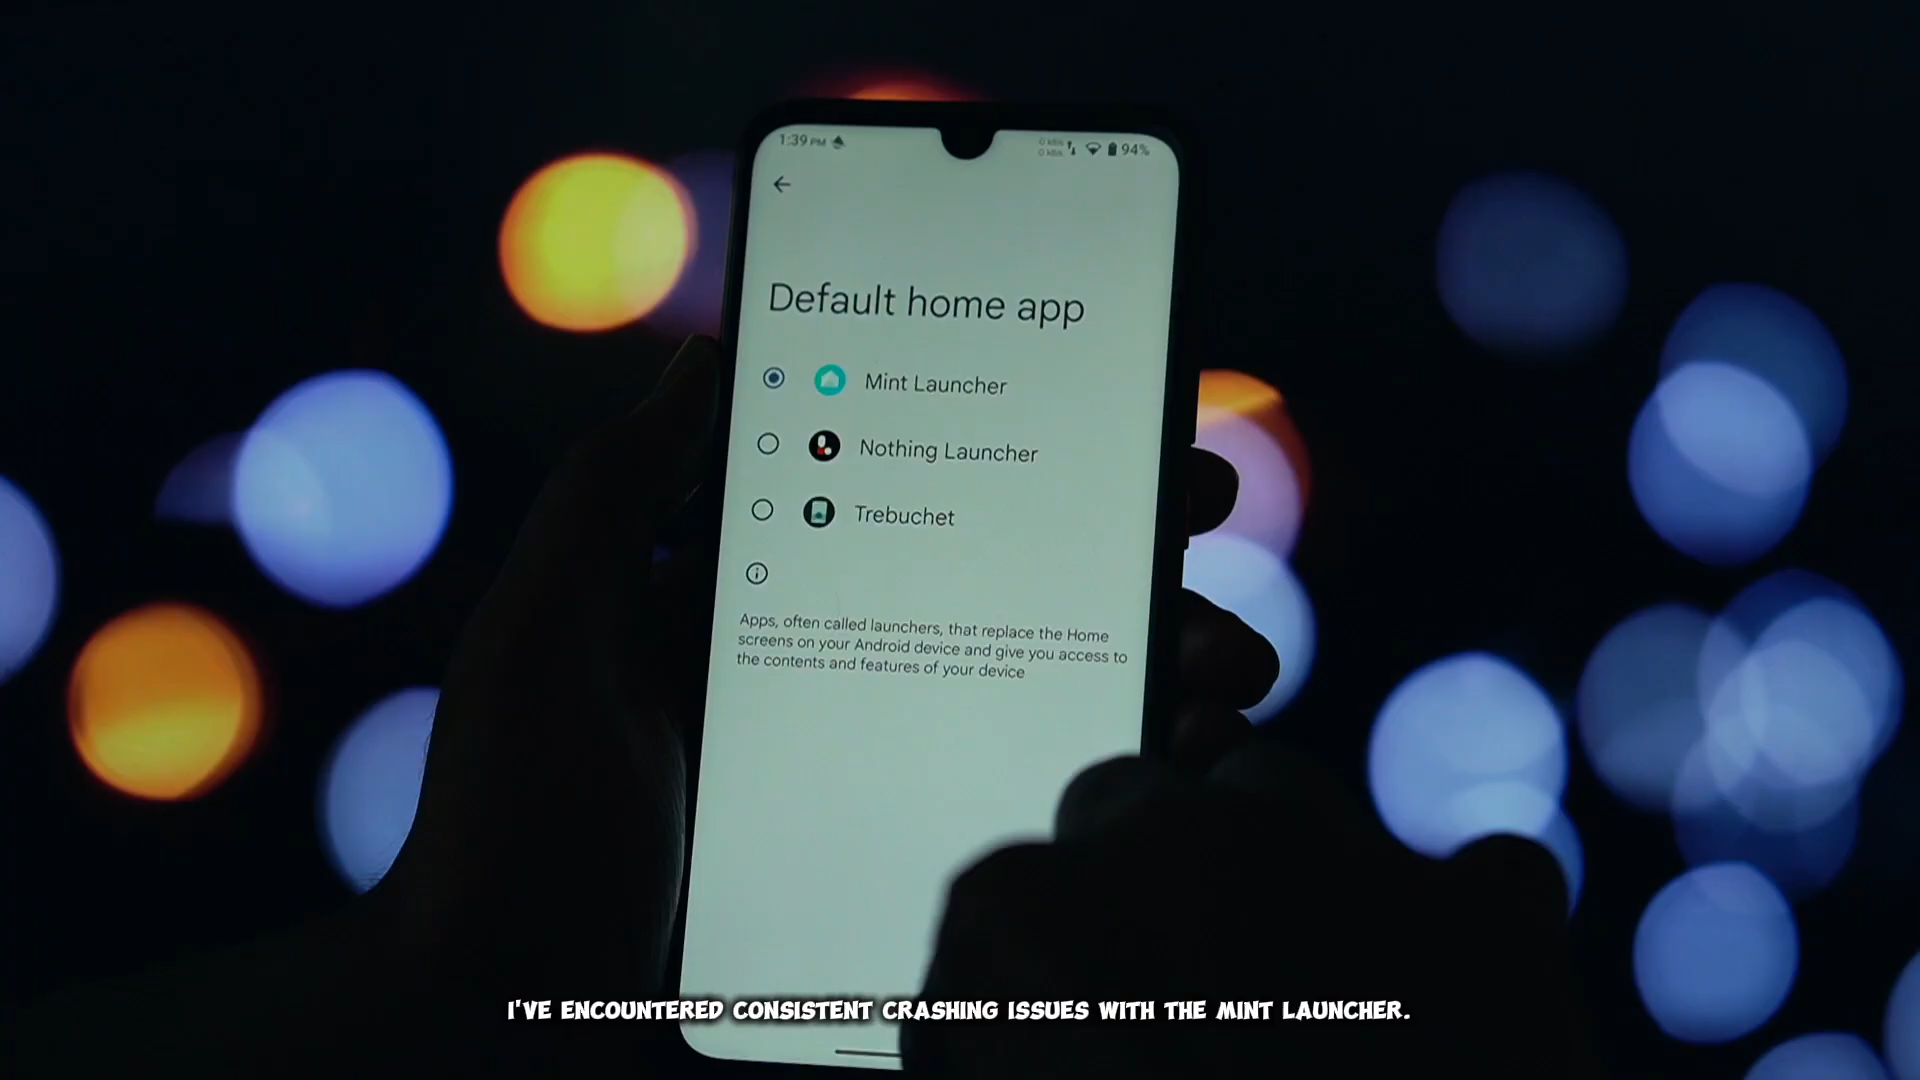 1:39 PM
94%
Default home app
Mint Launcher
Nothing Launcher
Trebuchet
Apps, often called launchers, that replace the Home
screens on your Android device and give you access to
the contents and features of your device
I'VE ENCOUNTERED CONSISTENT CRASHING ISSUES WITH THE MINT LAUNCHER.